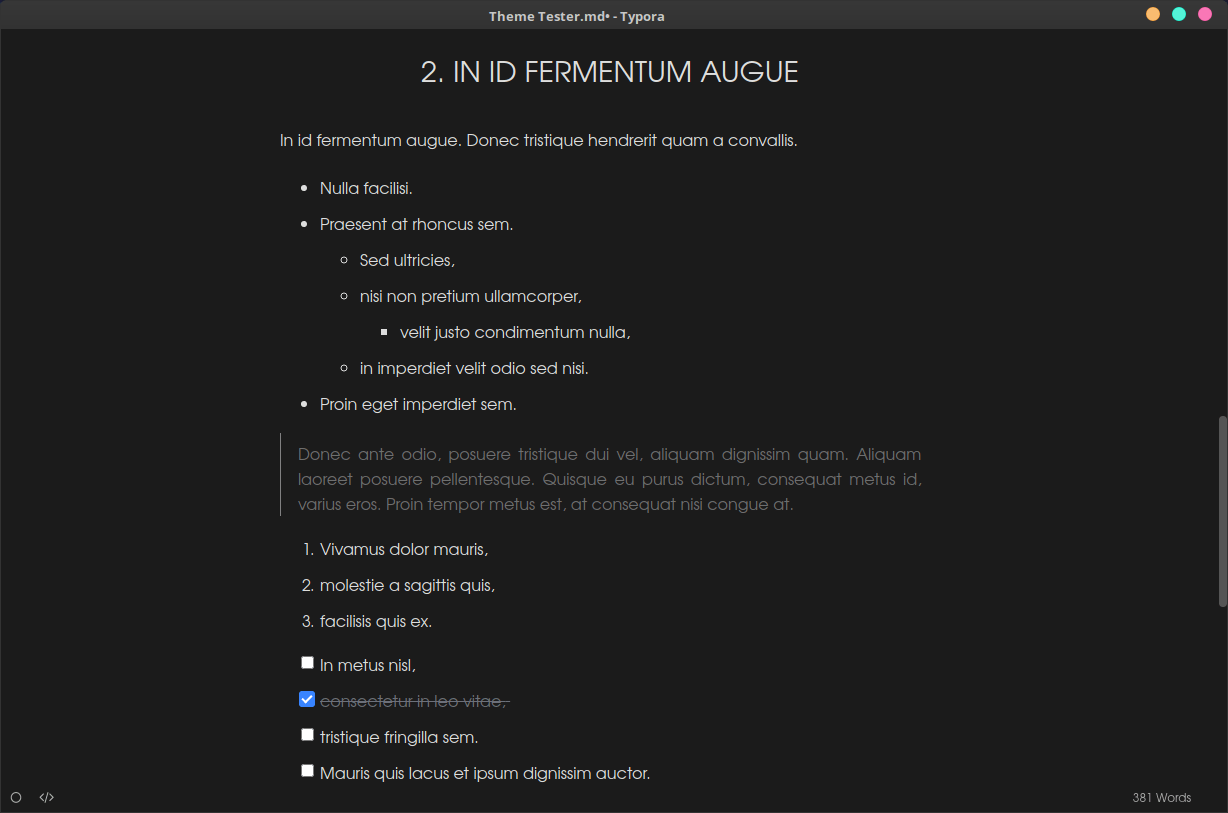 Theme Tester.md• - Typora
2. IN ID FERMENTUM AUGUE
In id fermentum augue. Donec tristique hendrerit quam a convallis.
Nulla facilisi.
Praesent at rhoncus sem.
Sed ultricies,
nisi non pretium ullamcorper,
velit justo condimentum nulla,
in imperdiet velit odio sed nisi.
Proin eget imperdiet sem.
Donec ante odio, posuere tristique dui vel, aliquam dignissim quam. Aliquam
laoreet posuere pellentesque. Quisque eu purus dictum, consequat metus id,
varius eros. Proin tempor metus est, at consequat nisi congue at.
1. Vivamus dolor mauris,
2. molestie a sagittis quis,
3. facilisis quis ex.
In metus nisl,
consectetur in leo vitae,
tristique fringilla sem.
Mauris quis lacus et ipsum dignissim auctor.
</> 381 Words